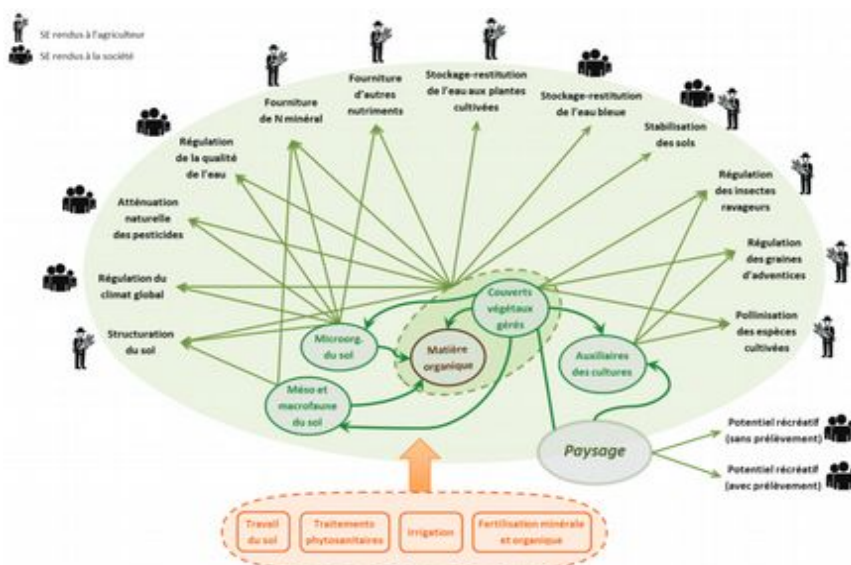 SE rendus à l'agriculteur
SE rendus à la société
Fourniture
de N minéral
Fourniture
d'autres
nutriments
Stockage-restitution
de l'eau aux plantes
cultivées
Stockage-restitution
de l'eau bleue
Stabilisation
des sols
Régulation
de la qualité
de l'eau
Régulation
des insectes
ravageurs
Atténuation
naturelle
des pesticides
Régulation
des graines
d'adventices
Régulation du
climat global
Pollinisation
des espèces
cultivées
Structuration
du sol
Couverts
végétaux
gérés
Microorg.
du sol
Matière
organique
Auxiliaires
des cultures
Méso et
macrofaune
du sol
Paysage
Potentiel récréatif
(sans prélèvement)
Potentiel récréatif
(avec prélèvement)
Travail
du sol
Traitements
phytosanitaires
Irrigation
Fertilisation minérale
et organique